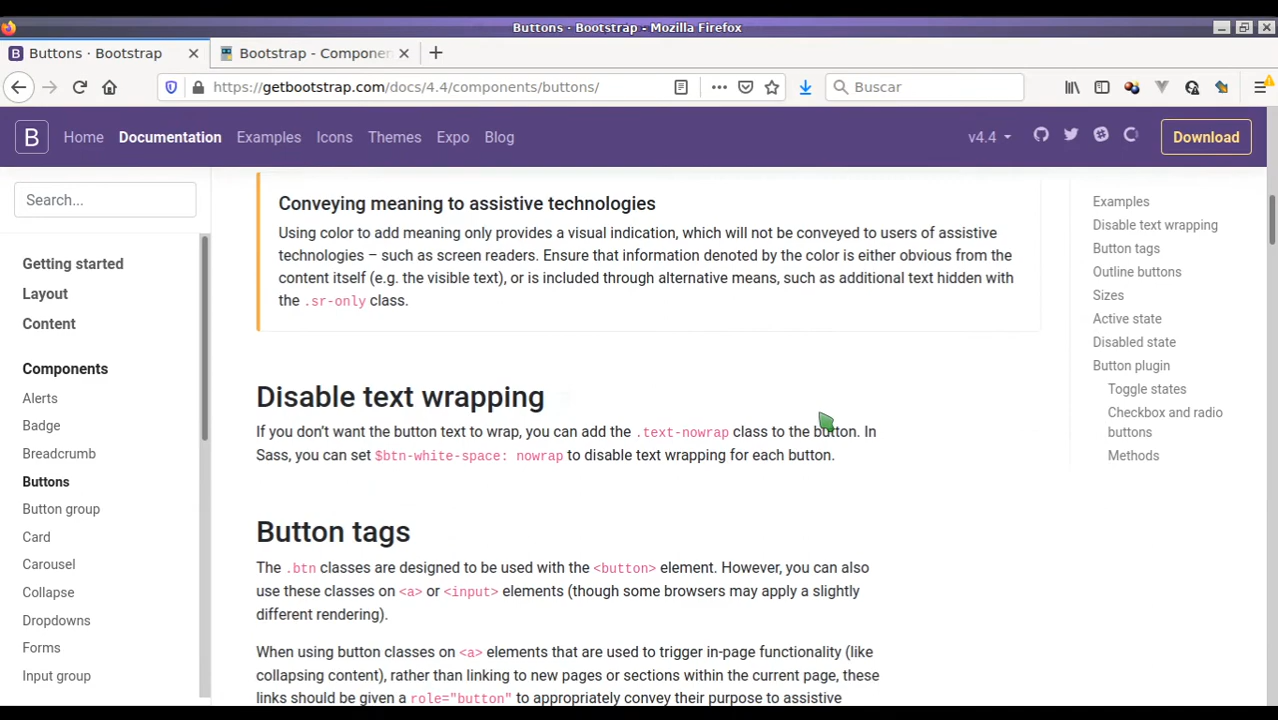 Buttons · Bootstrap - Mozilla Firefox
Buttons · Bootstrap
Bootstrap - Componen
https://getbootstrap.com/docs/4.4/components/buttons/
Buscar
B Home Documentation Examples Icons Themes Expo Blog v4.4 Download
Search...
Getting started
Layout
Content
Components
Alerts
Badge
Breadcrumb
Buttons
Button group
Card
Carousel
Collapse
Dropdowns
Forms
Input group
Conveying meaning to assistive technologies
Using color to add meaning only provides a visual indication, which will not be conveyed to users of assistive
technologies – such as screen readers. Ensure that information denoted by the color is either obvious from the
content itself (e.g. the visible text), or is included through alternative means, such as additional text hidden with
the .sr-only class.
Disable text wrapping
If you don't want the button text to wrap, you can add the .text-nowrap class to the button. In
Sass, you can set $btn-white-space: nowrap to disable text wrapping for each button.
Button tags
The .btn classes are designed to be used with the <button> element. However, you can also
use these classes on <a> or <input> elements (though some browsers may apply a slightly
different rendering).
When using button classes on <a> elements that are used to trigger in-page functionality (like
collapsing content), rather than linking to new pages or sections within the current page, these
links should be given a role="button" to appropriately convey their purpose to assistive
Examples
Disable text wrapping
Button tags
Outline buttons
Sizes
Active state
Disabled state
Button plugin
Toggle states
Checkbox and radio
buttons
Methods